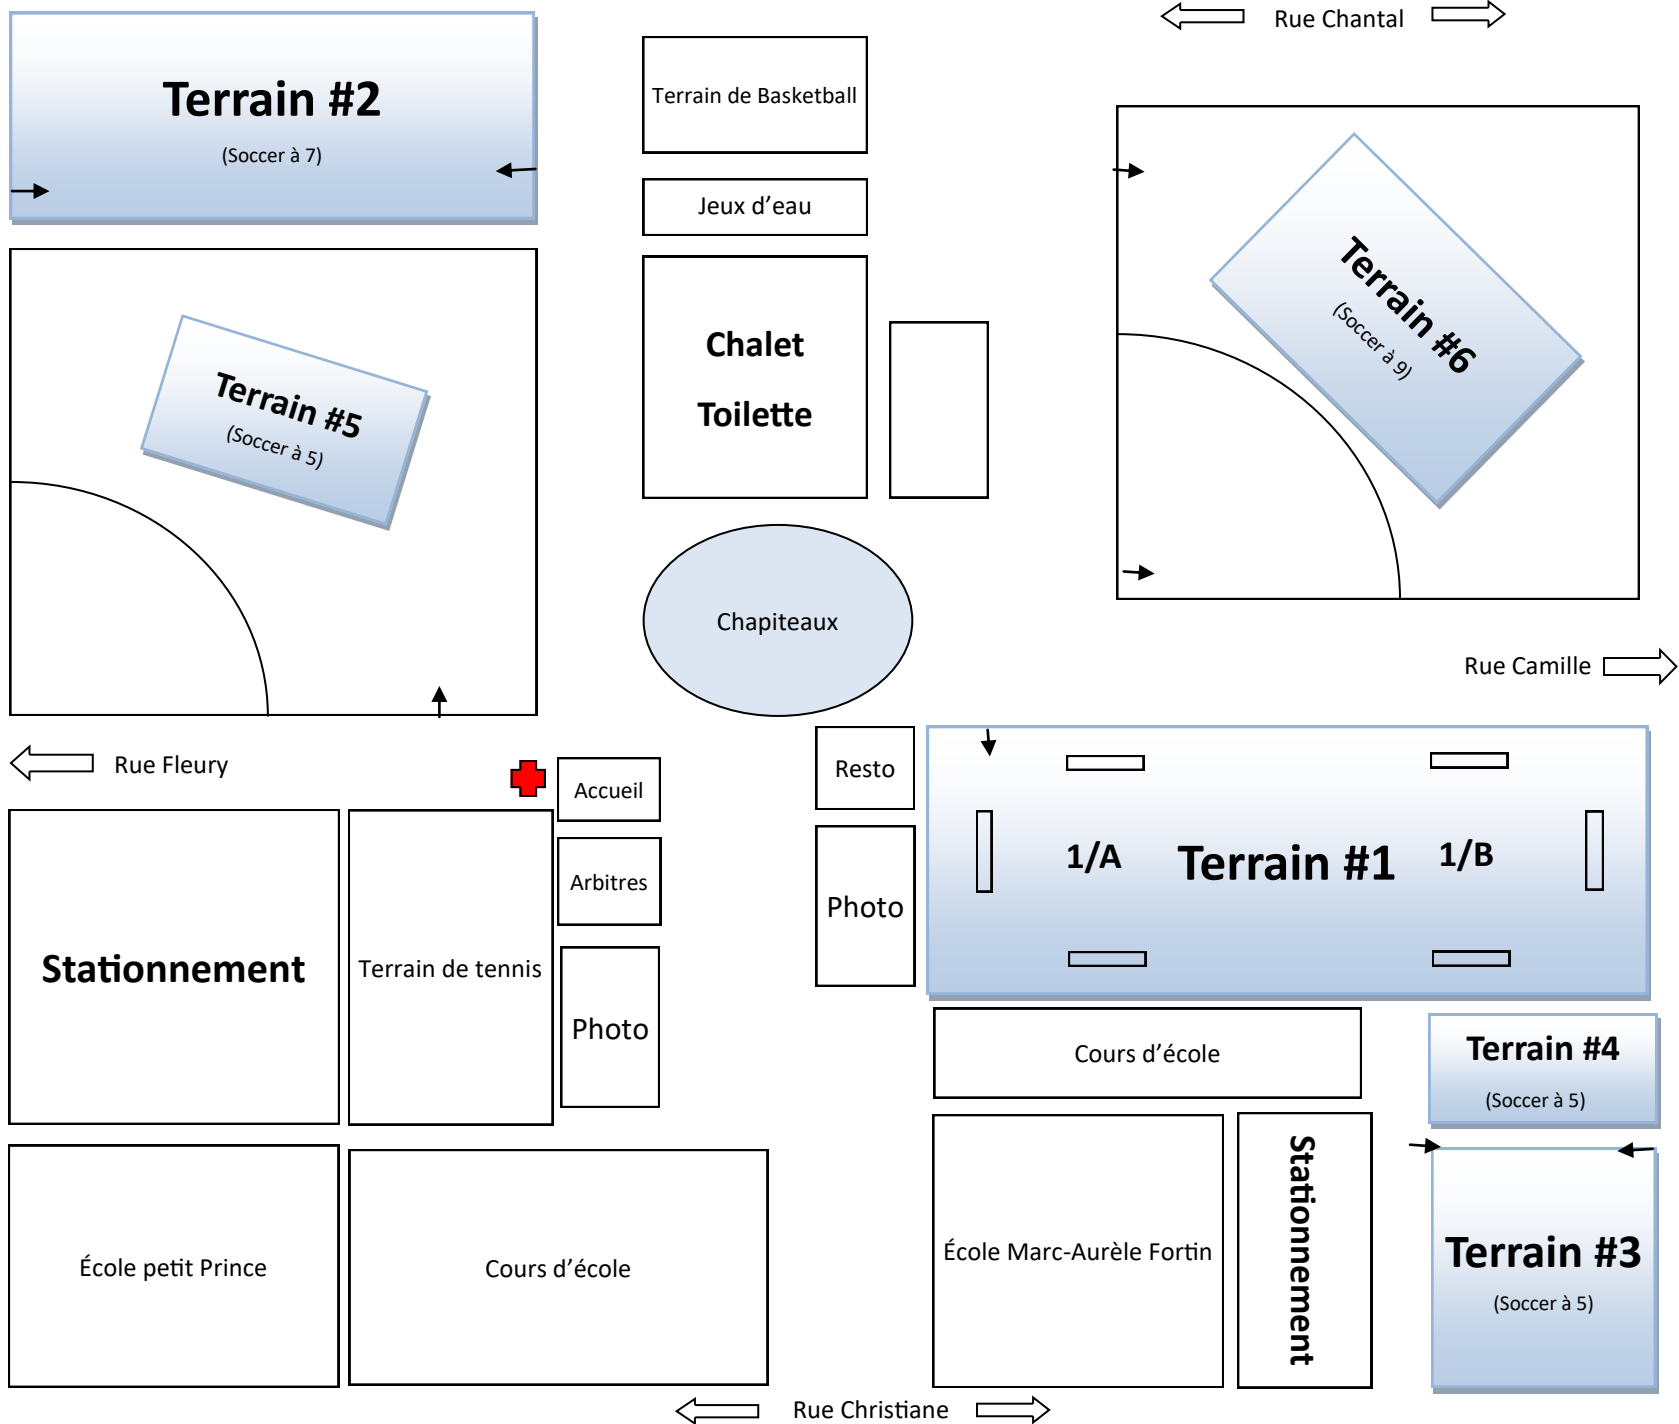 Rue Chantal
Terrain #2
(Soccer à 7)
Terrain de Basketball
Jeux d'eau
Chalet
Toilette
Terrain #6
(Soccer à 9)
Terrain #5
(Soccer à 5)
Chapiteaux
Rue Camille
Rue Fleury
Accueil
Resto
Arbitres
Photo
1/A
Terrain #1
1/B
Stationnement
Terrain de tennis
Photo
Cours d'école
Terrain #4
(Soccer à 5)
École petit Prince
Cours d'école
École Marc-Aurèle Fortin
Stationnement
Terrain #3
(Soccer à 5)
Rue Christiane